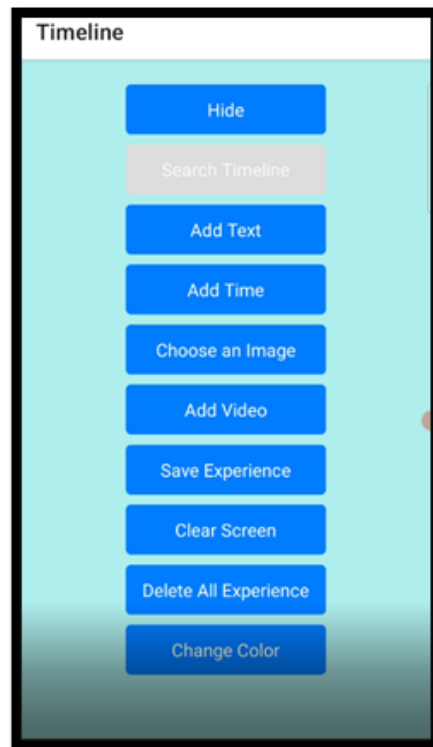 Timeline
Hide
Search Timeline
Add Text
Add Time
Choose an Image
Add Video
Save Experience
Clear Screen
Delete All Experience
Change Color